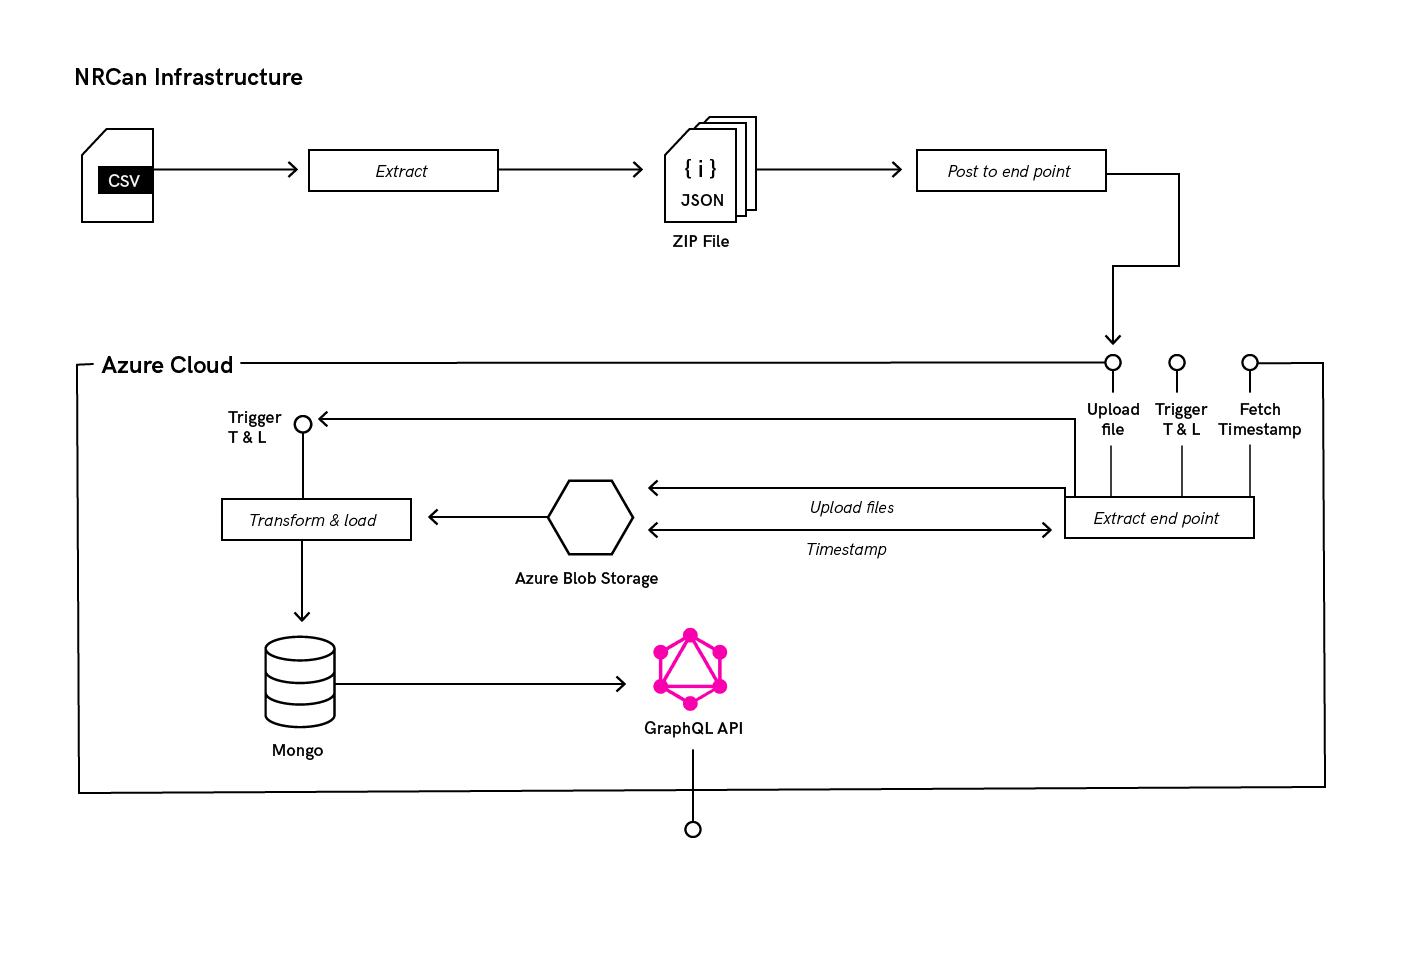 NRCan Infrastructure
CSV
Extract
{ i }
JSON
ZIP File
Post to end point
Azure Cloud
Trigger
T & L
Upload
file
Trigger
T & L
Fetch
Timestamp
Transform & load
Azure Blob Storage
Upload files
Timestamp
Extract end point
Mongo
GraphQL API